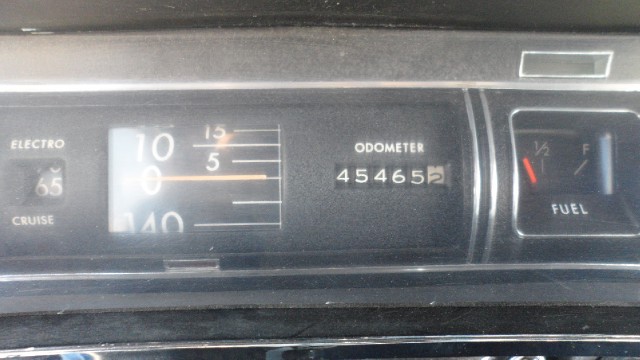 ELECTRO
65
CRUISE
15
10
5
0
140
ODOMETER
454652
1/2
F
FUEL